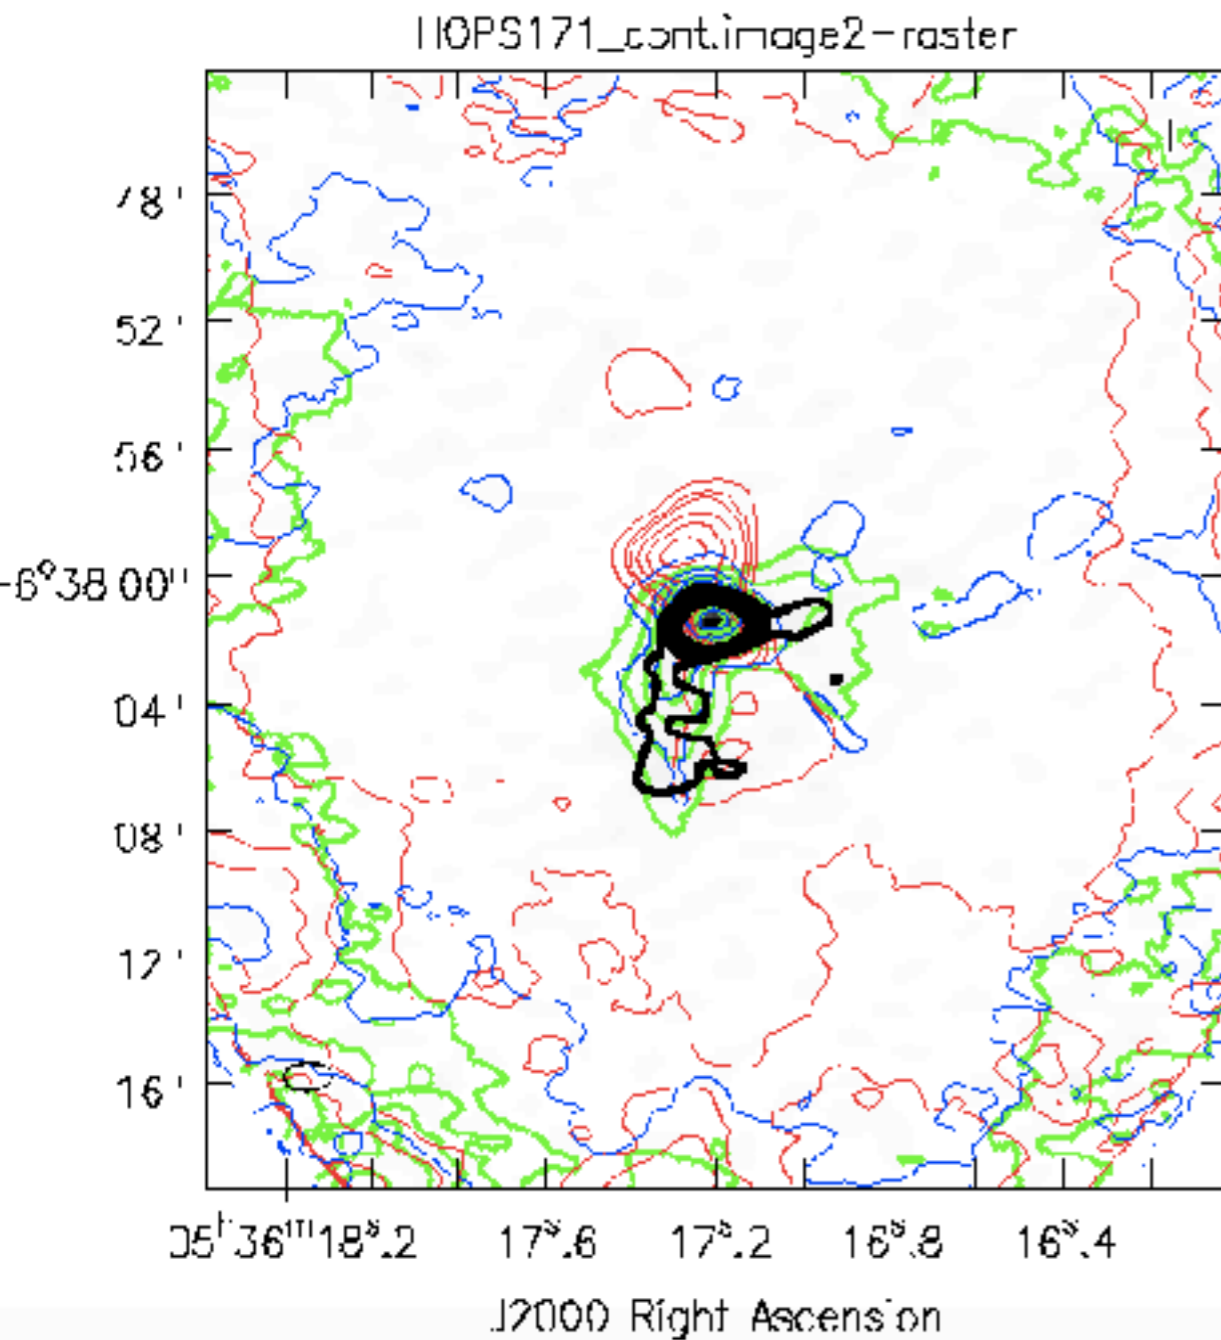 HOPS171_cont.image2-raster
48"
52"
56"
-6°38'00"
04"
08"
12"
16"
05ʰ36ᵐ18ˢ.2 17ˢ.6 17ˢ.2 16ˢ.8 16ˢ.4
J2000 Right Ascension